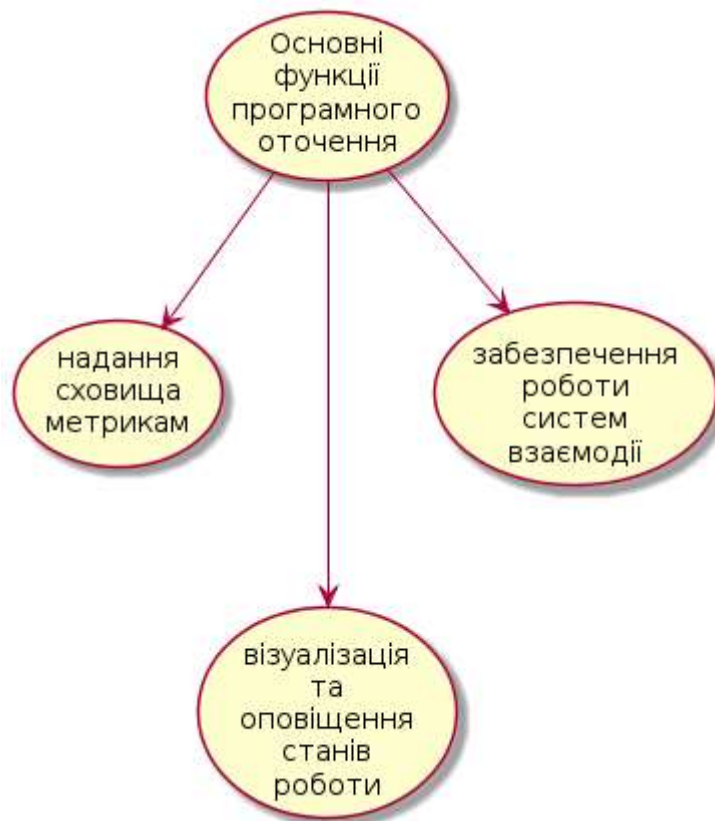 Основні
функції
програмного
оточення
надання
сховища
метрикам
забезпечення
роботи
систем
взаємодії
візуалізація
та
оповіщення
станів
роботи